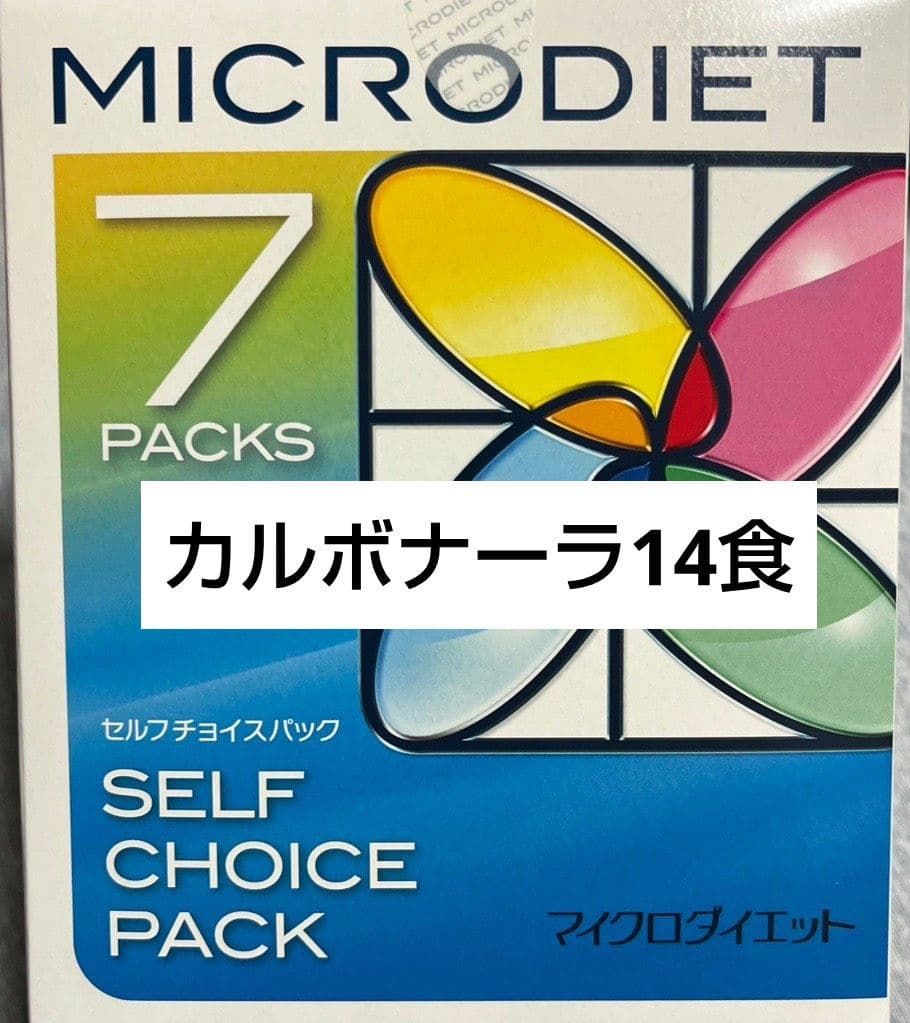 MICRODIET
7
PACKS
カルボナーラ14食
セルフチョイスパック
SELF
CHOICE
PACK
マイクロダイエット